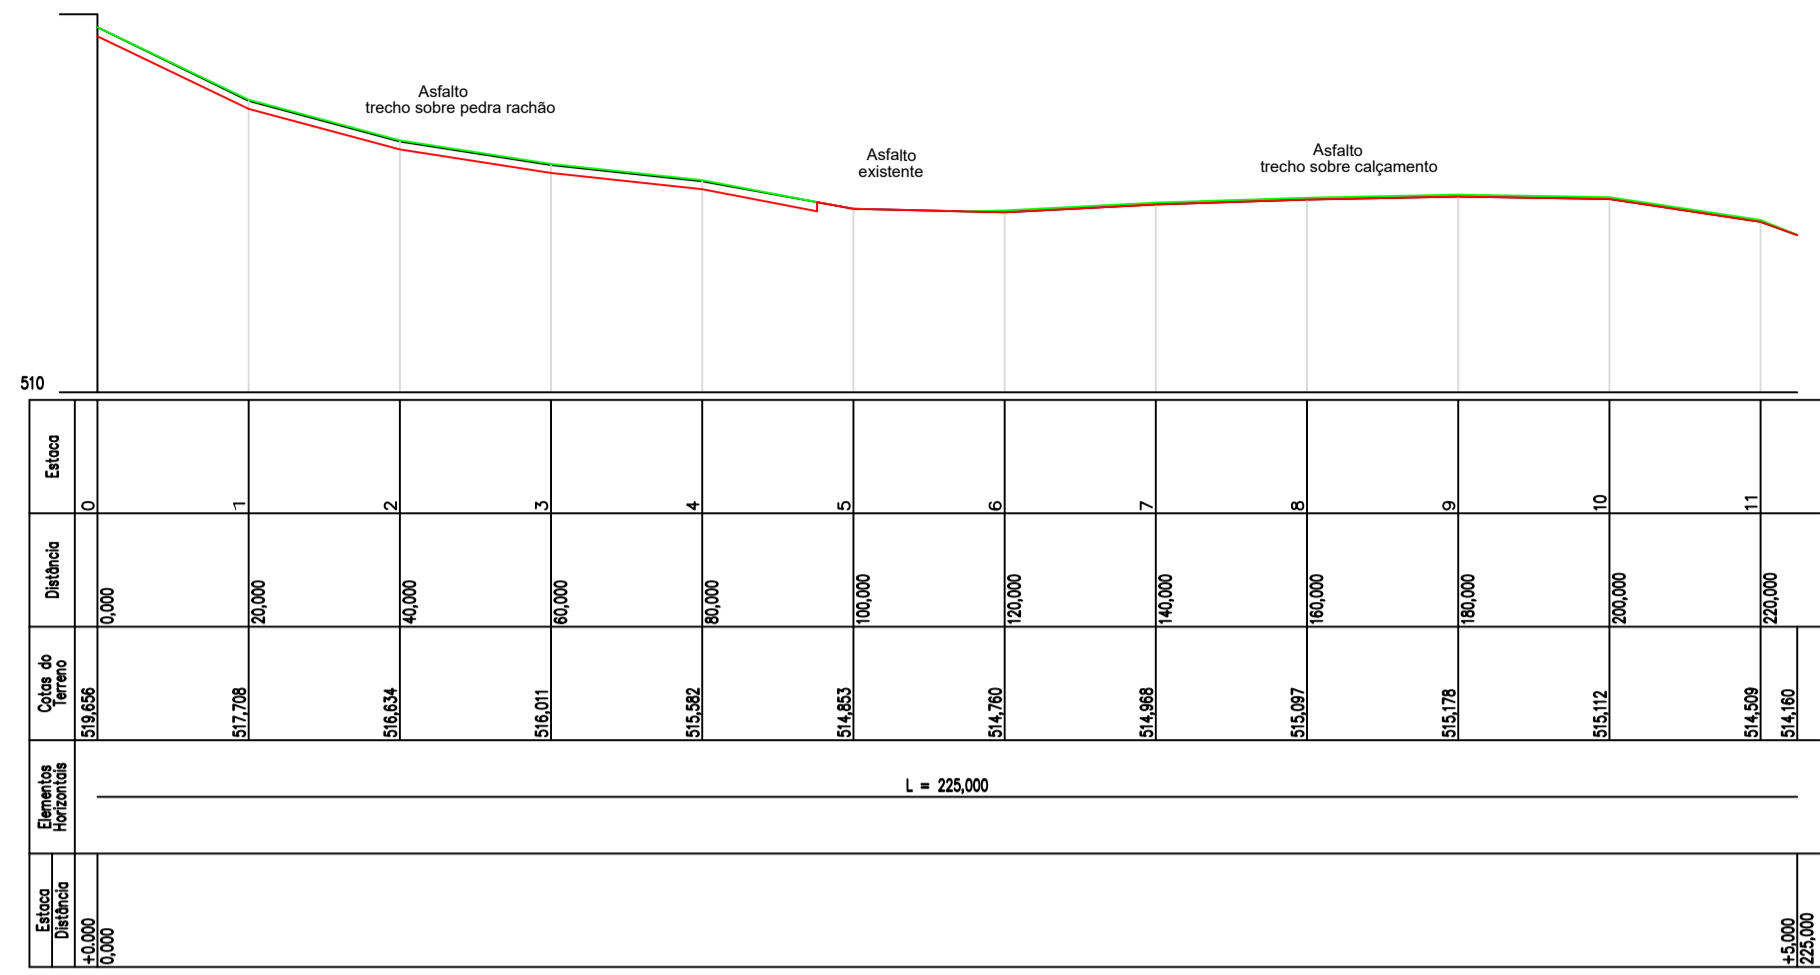 Asfalto
trecho sobre pedra rachão
Asfalto
existente
Asfalto
trecho sobre calçamento
510
Estaca
0
1
2
3
4
5
6
7
8
9
10
11
Distância
0,000
20,000
40,000
60,000
80,000
100,000
120,000
140,000
160,000
180,000
200,000
220,000
Cotas do
Terreno
519,656
517,708
516,634
516,011
515,582
514,853
514,760
514,968
515,097
515,178
515,112
514,509
514,160
Elementos
Horizontais
L = 225,000
Estaca
Distância
+0.000
0,000
+5,000
225,000